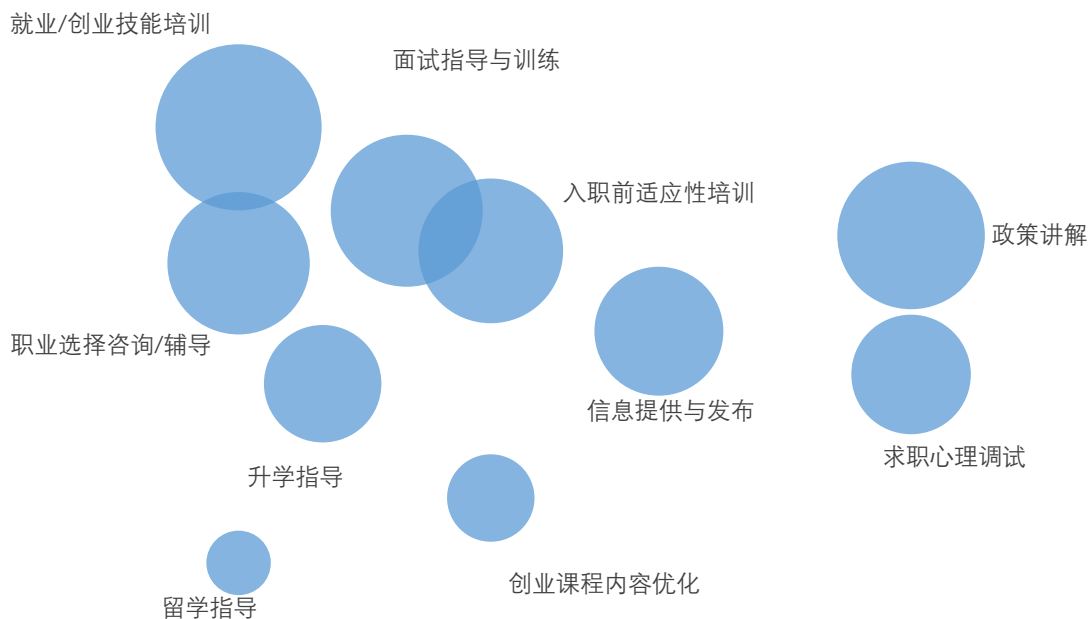 就业/创业技能培训
面试指导与训练
入职前适应性培训
政策讲解
职业选择咨询/辅导
信息提供与发布
求职心理调试
升学指导
创业课程内容优化
留学指导